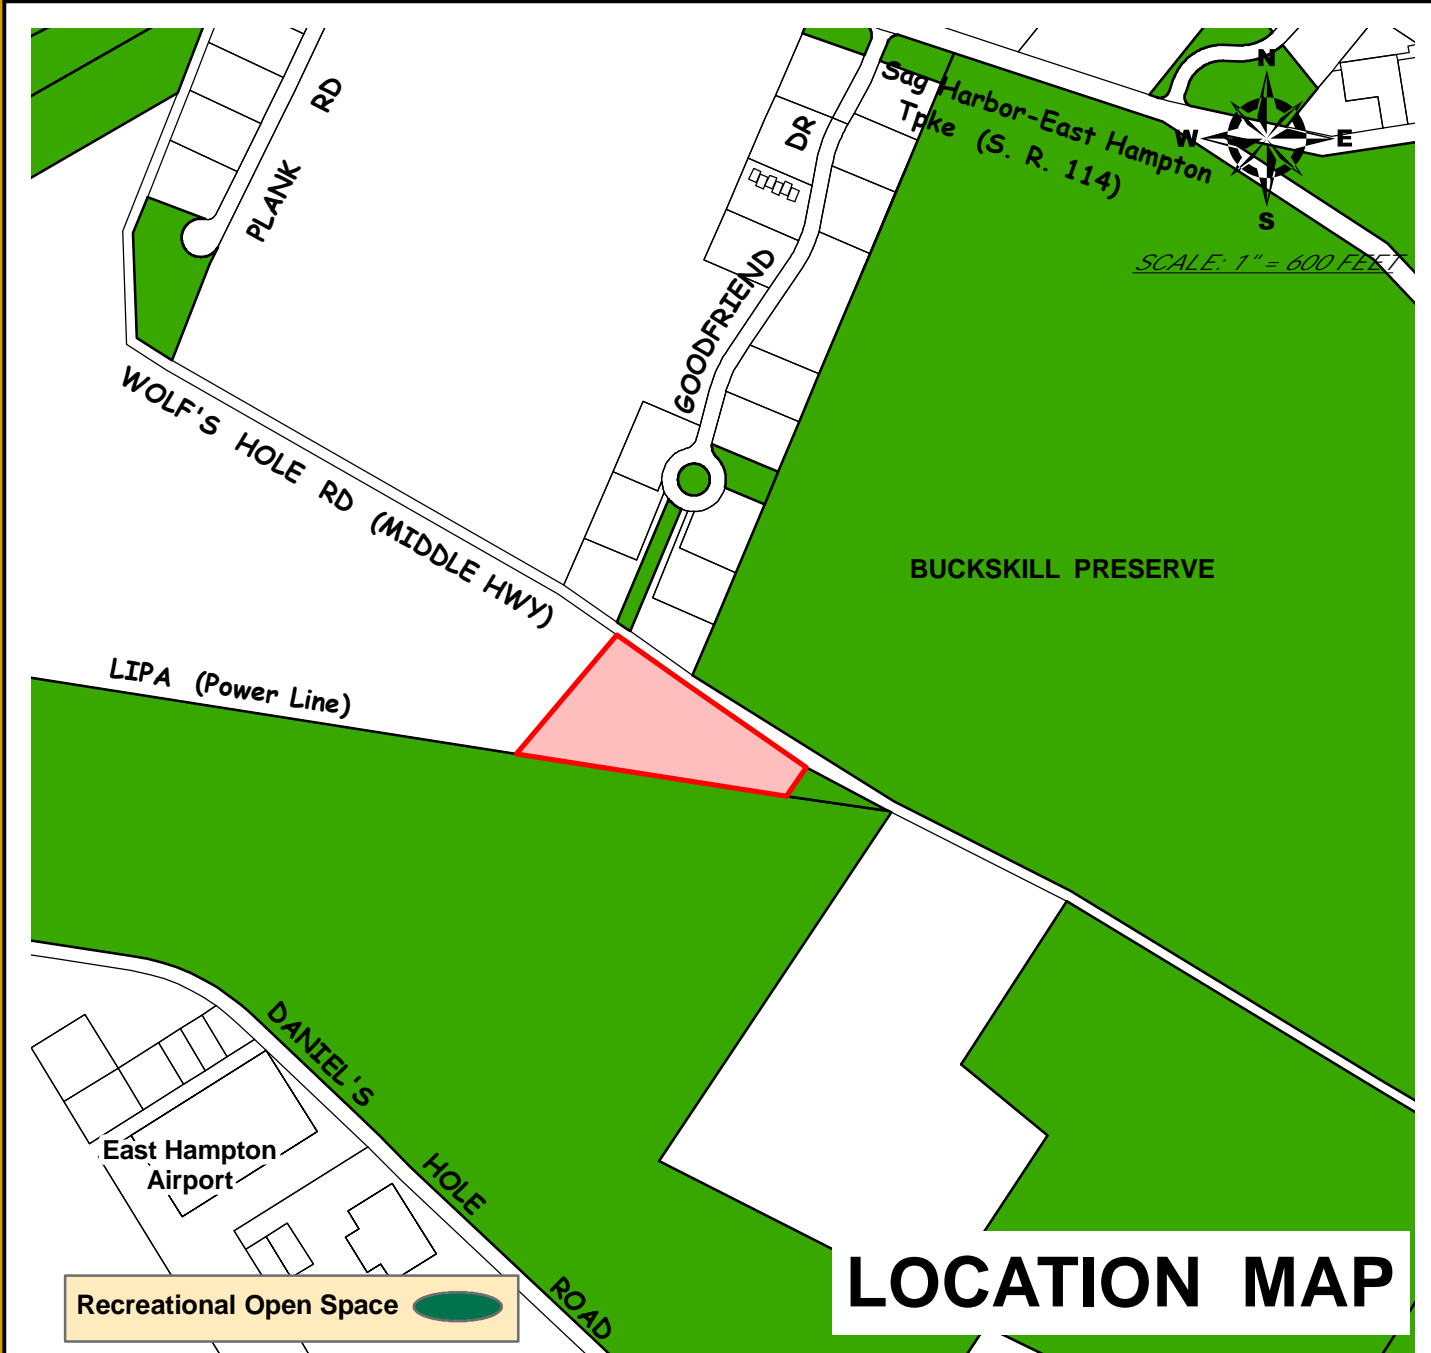 N
W E
S
SCALE: 1" = 600 FEET
Sag Harbor-East Hampton
Tpke (S. R. 114)
PLANK RD
GOODFRIEND DR
WOLF'S HOLE RD (MIDDLE HWY)
BUCKSKILL PRESERVE
LIPA (Power Line)
DANIEL'S HOLE ROAD
East Hampton
Airport
Recreational Open Space
LOCATION MAP